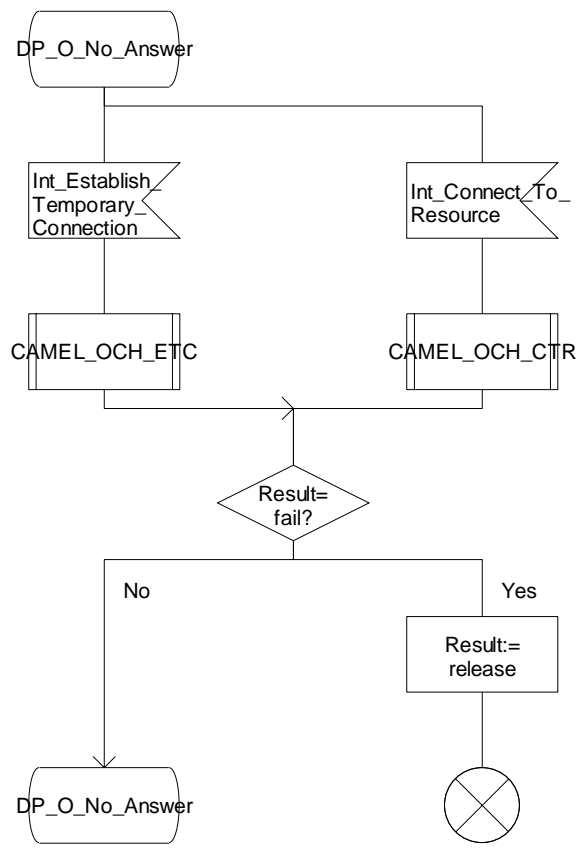 DP_O_No_Answer
Int_Establish_
Temporary_
Connection
Int_Connect_To_
Resource
CAMEL_OCH_ETC
CAMEL_OCH_CTR
Result=
fail?
No
Yes
Result:=
release
DP_O_No_Answer